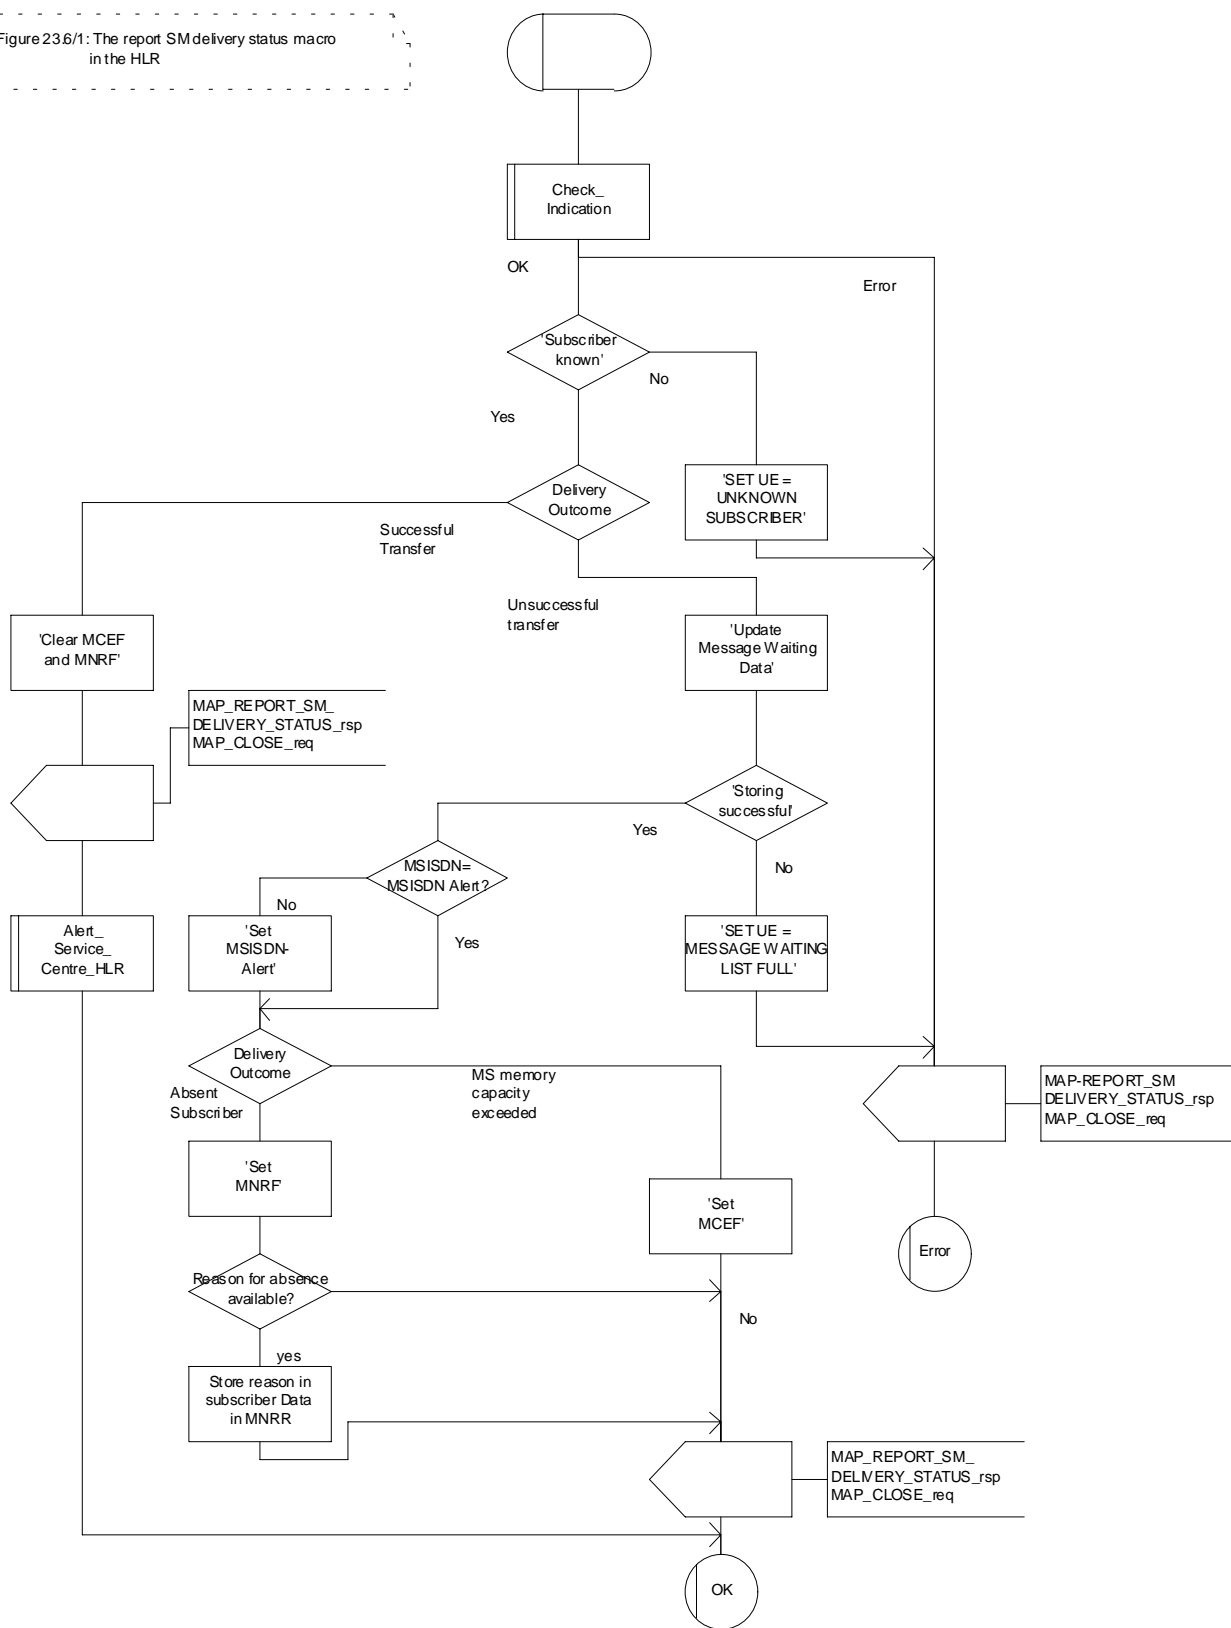 Figure 23.6/1: The report SM delivery status macro
in the HLR
Check_
Indication
OK
Error
'Subscriber
known'
No
Yes
Delivery
Outcome
'SET UE =
UNKNOWN
SUBSCRIBER'
Successful
Transfer
Unsuccessful
transfer
'Clear MCEF
and MNRF'
'Update
Message Waiting
Data'
MAP_REPORT_SM_
DELIVERY_STATUS_rsp
MAP_CLOSE_req
'Storing
successful'
Yes
No
MSISDN=
MSISDN Alert?
No
Yes
Alert_
Service_
Centre_HLR
'Set
MSISDN-
Alert'
'SET UE =
MESSAGE WAITING
LIST FULL'
Delivery
Outcome
Absent
Subscriber
MS memory
capacity
exceeded
MAP-REPORT_SM
DELIVERY_STATUS_rsp
MAP_CLOSE_req
'Set
MNRF'
'Set
MCEF'
Error
Reason for absence
available?
No
yes
Store reason in
subscriber Data
in MNRR
MAP_REPORT_SM_
DELIVERY_STATUS_rsp
MAP_CLOSE_req
OK